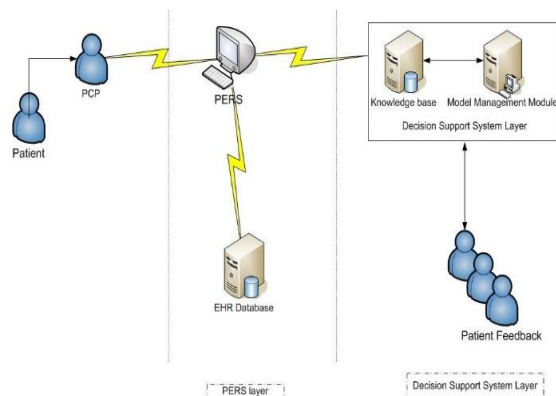 PCP
Patient
PERS
EHR Database
Knowledge base
Model Management Module
Decision Support System Layer
Patient Feedback
PERS layer
Decision Support System Layer